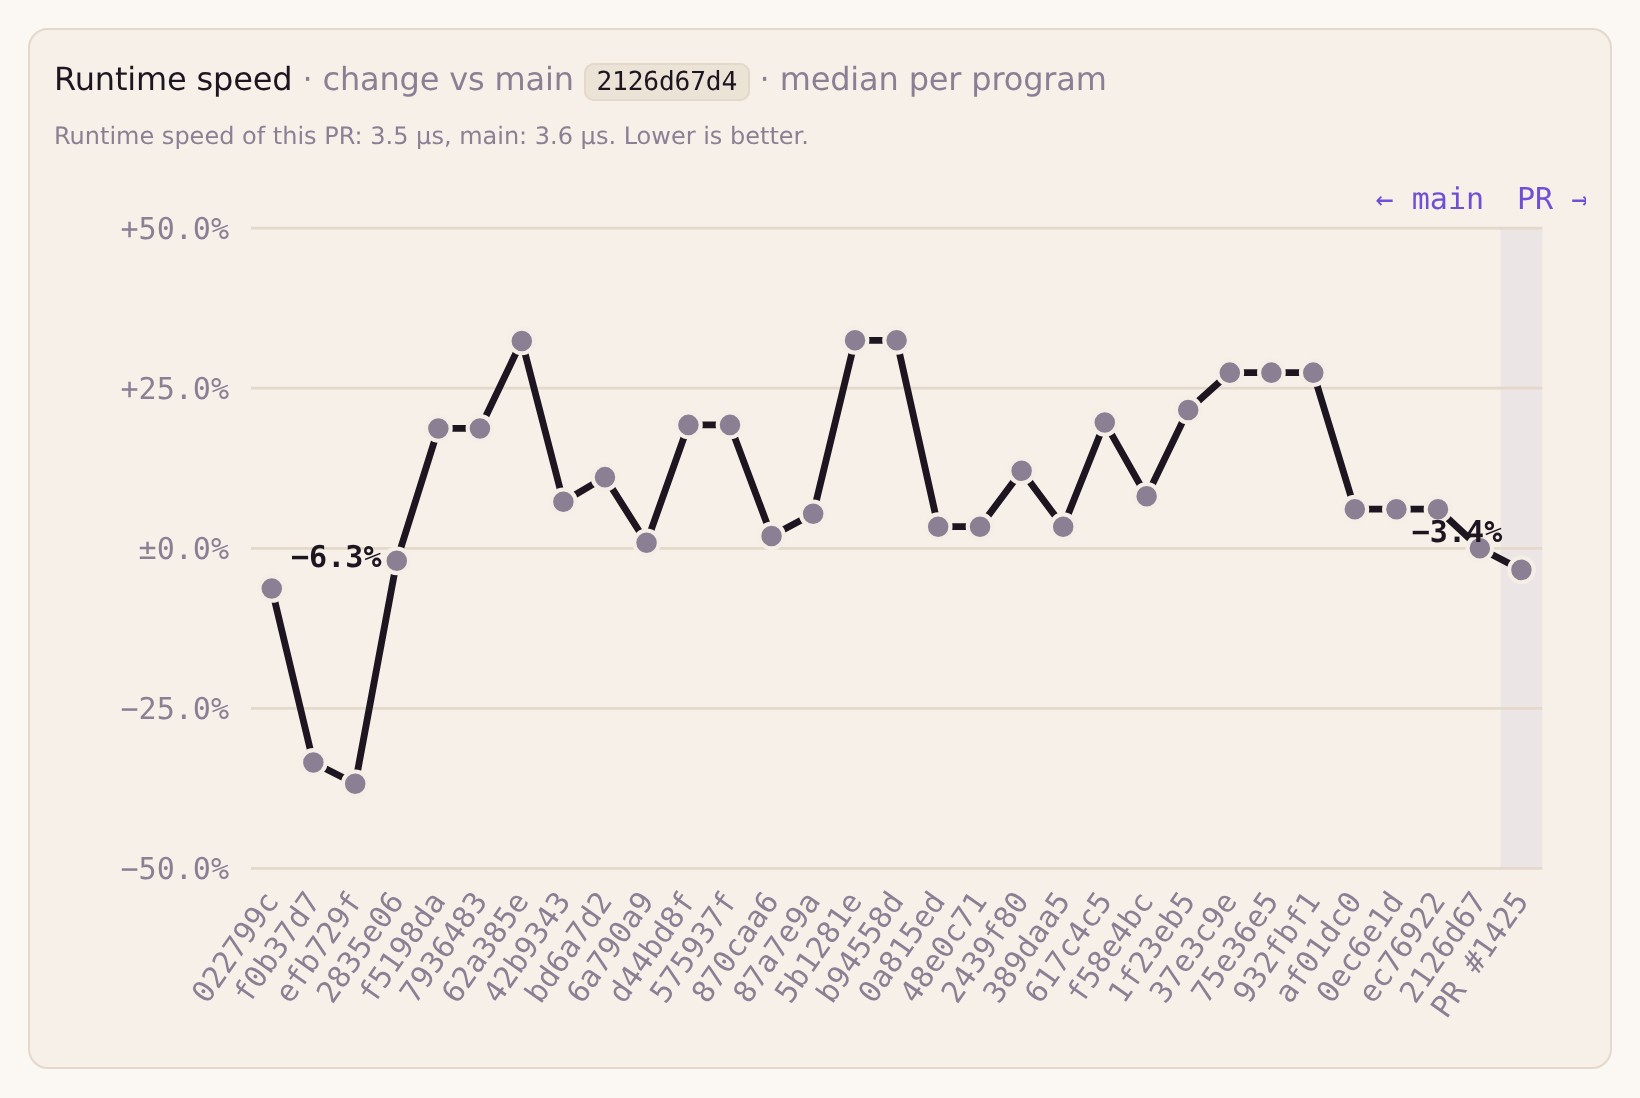 Runtime speed · change vs main 2126d67d4 · median per program
Runtime speed of this PR: 3.5 µs, main: 3.6 µs. Lower is better.
← main PR →
+50.0%
+25.0%
±0.0%
−25.0%
−50.0%
−6.3%
−3.4%
022799c
f0b37d7
efb729f
2835e06
f5198da
7936483
62a385e
42b9343
bd6a7d2
6a790a9
d44bd8f
575937f
870caa6
87a7e9a
5b1281e
b94558d
0a815ed
48e0c71
2439f80
389daa5
617c4c5
f58e4bc
1f23eb5
37e3c9e
75e36e5
932fbf1
af01dc0
0ec6e1d
ec76922
2126d67
PR #1425